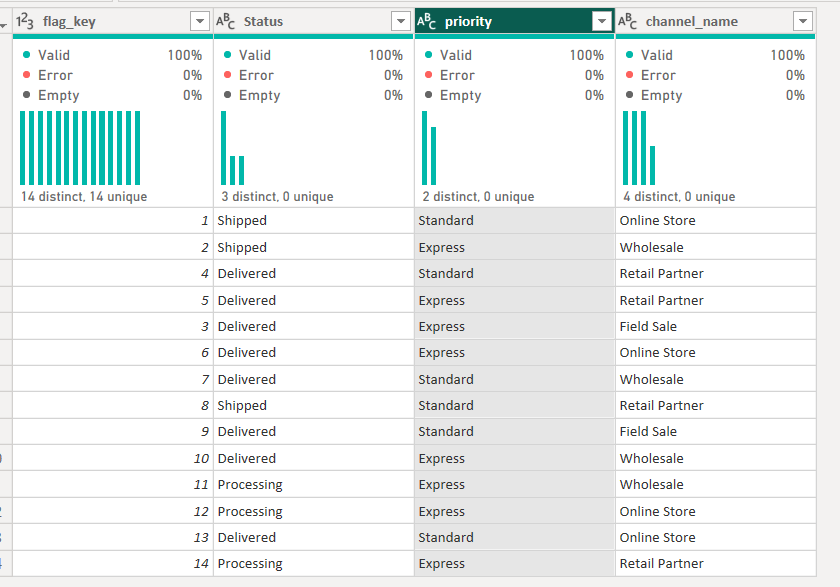 1²3 flag_key ABC Status ABC priority ABC channel_name
Valid 100% Valid 100% Valid 100% Valid 100%
Error 0% Error 0% Error 0% Error 0%
Empty 0% Empty 0% Empty 0% Empty 0%
14 distinct, 14 unique 3 distinct, 0 unique 2 distinct, 0 unique 4 distinct, 0 unique
1 Shipped Standard Online Store
2 Shipped Express Wholesale
4 Delivered Standard Retail Partner
5 Delivered Express Retail Partner
3 Delivered Express Field Sale
6 Delivered Express Online Store
7 Delivered Standard Wholesale
8 Shipped Standard Retail Partner
9 Delivered Standard Field Sale
10 Delivered Express Wholesale
11 Processing Express Wholesale
12 Processing Express Online Store
13 Delivered Standard Online Store
14 Processing Express Retail Partner